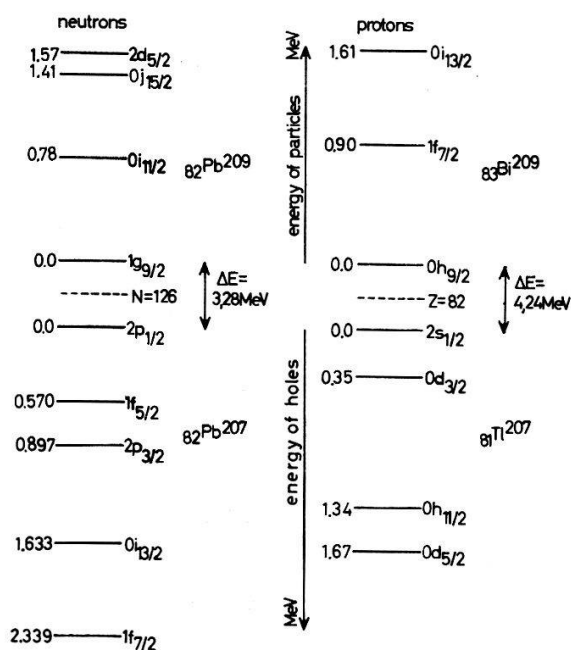 neutrons
1.57 2d5/2
1.41 0j15/2
0.78 0i11/2 82Pb209
0.0 1g9/2
N=126
ΔE=
3,28MeV
0.0 2p1/2
0.570 1f5/2
0.897 2p3/2
82Pb207
1.633 0i13/2
2.339 1f7/2
MeV
energy of particles
energy of holes
MeV
protons
1.61 0i13/2
0.90 1f7/2
83Bi209
0.0 0h9/2
Z=82
ΔE=
4,24MeV
0.0 2s1/2
0.35 0d3/2
81Tl207
1.34 0h11/2
1.67 0d5/2